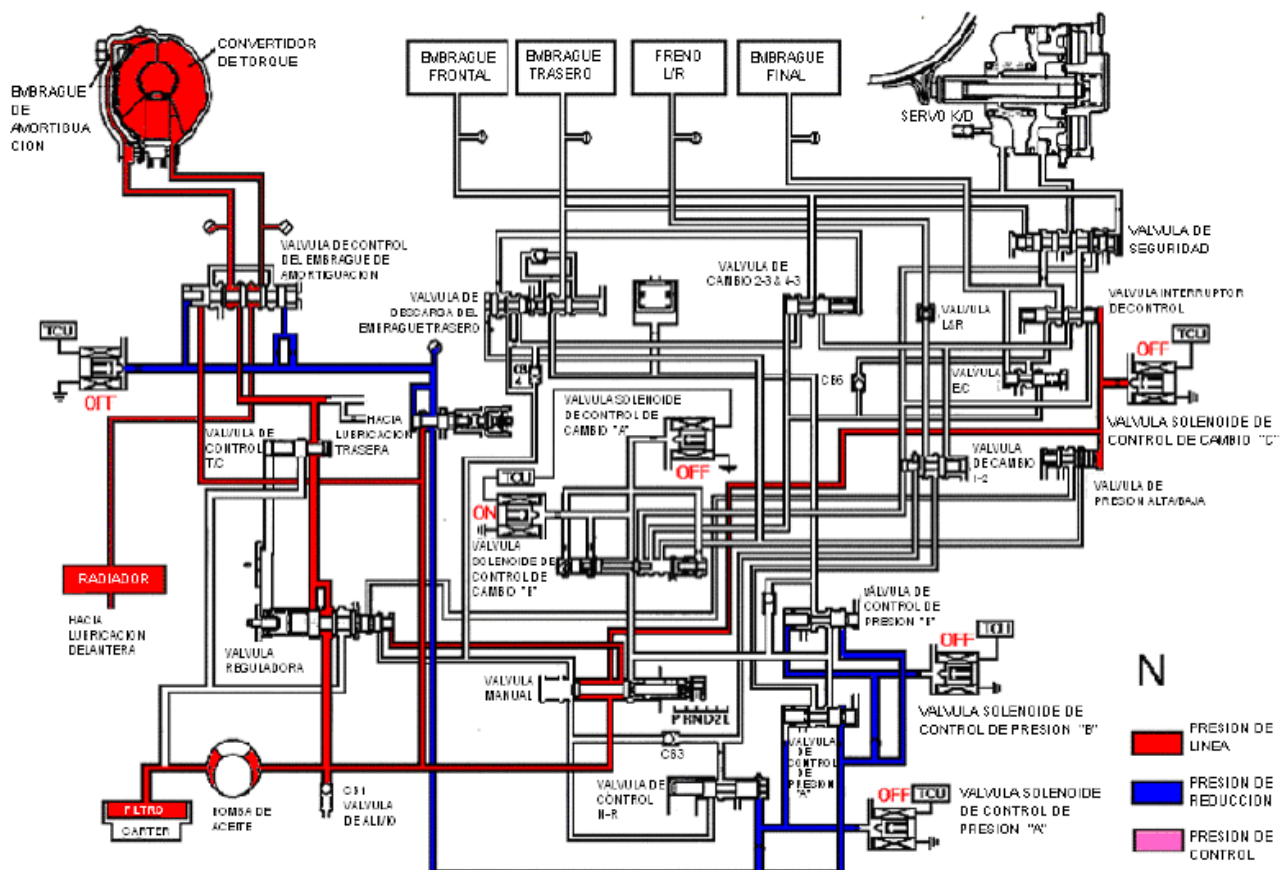 CONVERTIDOR
DE TORQUE
EMBRAGUE
DE
AMORTIGUA
CION
EMBRAGUE
FRONTAL
EMBRAGUE
TRASERO
FRENO
L/R
EMBRAGUE
FINAL
SERVO K/D
VALVULA DE CONTROL
DEL EMBRAGUE DE
AMORTIGUACION
VALVULA DE
DESCARGA DEL
EMBRAGUE TRASERO
VALVULA DE
CAMBIO 2-3 & 4-3
VALVULA
L&R
VALVULA DE
SEGURIDAD
VALVULA INTERRUPTOR
DE CONTROL
TCU
OFF
TCU
OFF
CB6
VALVULA
E/C
VALVULA SOLENOIDE
DE CONTROL DE
CAMBIO "A"
OFF
HACIA
LUBRICACION
TRASERA
VALVULA DE
CONTROL
T/C
VALVULA SOLENOIDE DE
CONTROL DE CAMBIO "C"
VALVULA
DE CAMBIO
1-2
VALVULA DE
PRESION ALTA/BAJA
TCU
ON
VALVULA
SOLENOIDE DE
CONTROL DE
CAMBIO "B"
RADIADOR
HACIA
LUBRICACION
DELANTERA
VALVULA
REGULADORA
VALVULA
MANUAL
PRND2L
VALVULA
DE
CONTROL
DE
PRESION
"A"
VALVULA DE
CONTROL DE
PRESION "B"
OFF
TCU
VALVULA SOLENOIDE DE
CONTROL DE PRESION "B"
N
PRESION DE
LINEA
PRESION DE
REDUCCION
PRESION DE
CONTROL
CB3
VALVULA DE
CONTROL
N-R
OFF
TCU
VALVULA SOLENOIDE
DE CONTROL DE
PRESION "A"
FILTRO
CARTER
BOMBA DE
ACEITE
VALVULA
DE ALIVIO